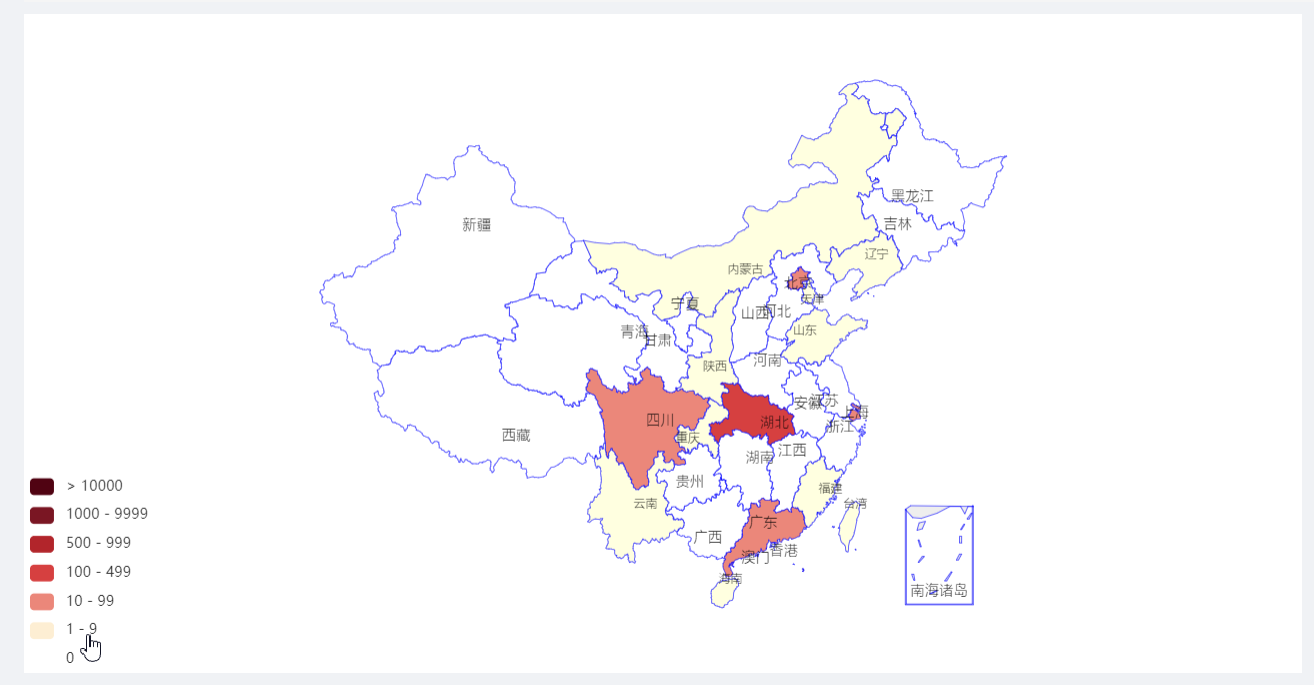 黑龙江
吉林
新疆
辽宁
内蒙古
北京
天津
宁夏
山西
河北
青海
甘肃
山东
河南
陕西
安徽
江苏
上海
浙江
四川
湖北
重庆
西藏
湖南
江西
贵州
福建
云南
台湾
广东
广西
香港
澳门
海南
南海诸岛
> 10000
1000 - 9999
500 - 999
100 - 499
10 - 99
1 - 9
0